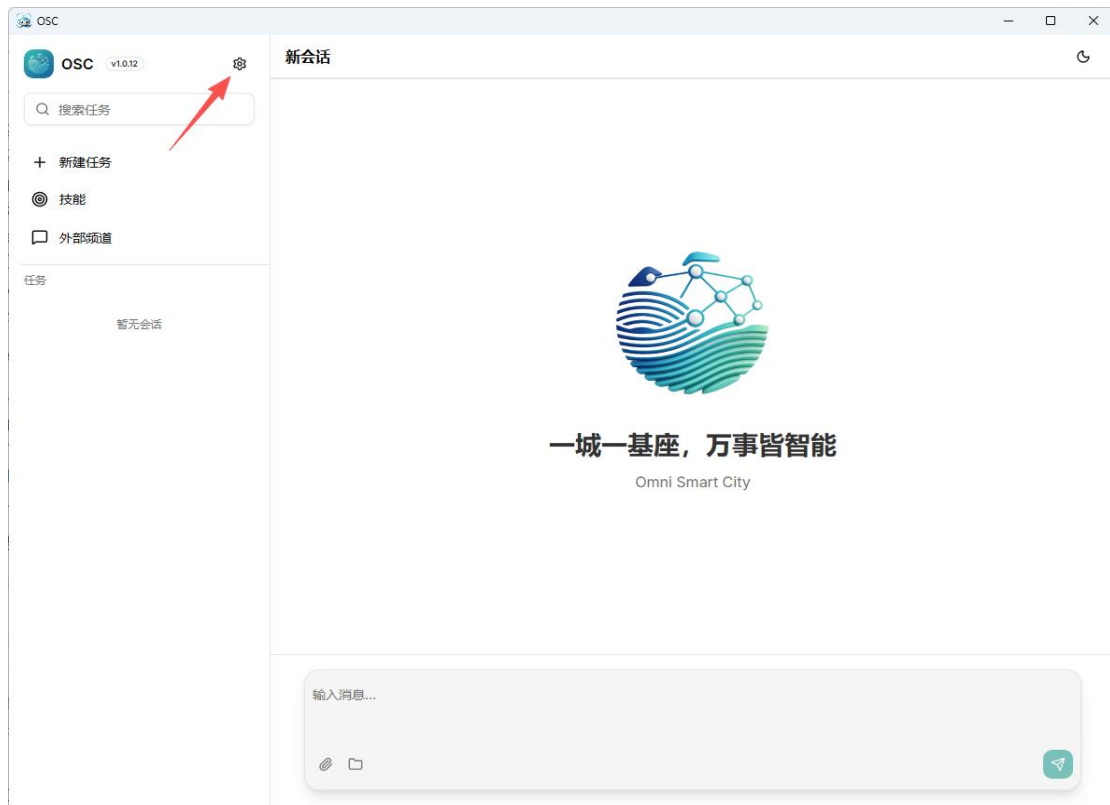 OSC
OSC v1.0.12
搜索任务
新建任务
技能
外部频道
任务
暂无会话
新会话
一城一基座，万事皆智能
Omni Smart City
输入消息...